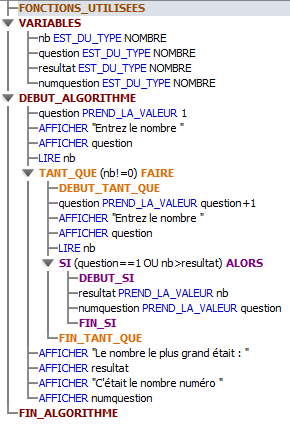 FONCTIONS_UTILISEES
VARIABLES
nb EST_DU_TYPE NOMBRE
question EST_DU_TYPE NOMBRE
resultat EST_DU_TYPE NOMBRE
numquestion EST_DU_TYPE NOMBRE
DEBUT_ALGORITHME
question PREND_LA_VALEUR 1
AFFICHER "Entrez le nombre "
AFFICHER question
LIRE nb
TANT_QUE (nb!=0) FAIRE
DEBUT_TANT_QUE
question PREND_LA_VALEUR question+1
AFFICHER "Entrez le nombre "
AFFICHER question
LIRE nb
SI (question==1 OU nb>resultat) ALORS
DEBUT_SI
resultat PREND_LA_VALEUR nb
numquestion PREND_LA_VALEUR question
FIN_SI
FIN_TANT_QUE
AFFICHER "Le nombre le plus grand était : "
AFFICHER resultat
AFFICHER "C'était le nombre numéro "
AFFICHER numquestion
FIN_ALGORITHME